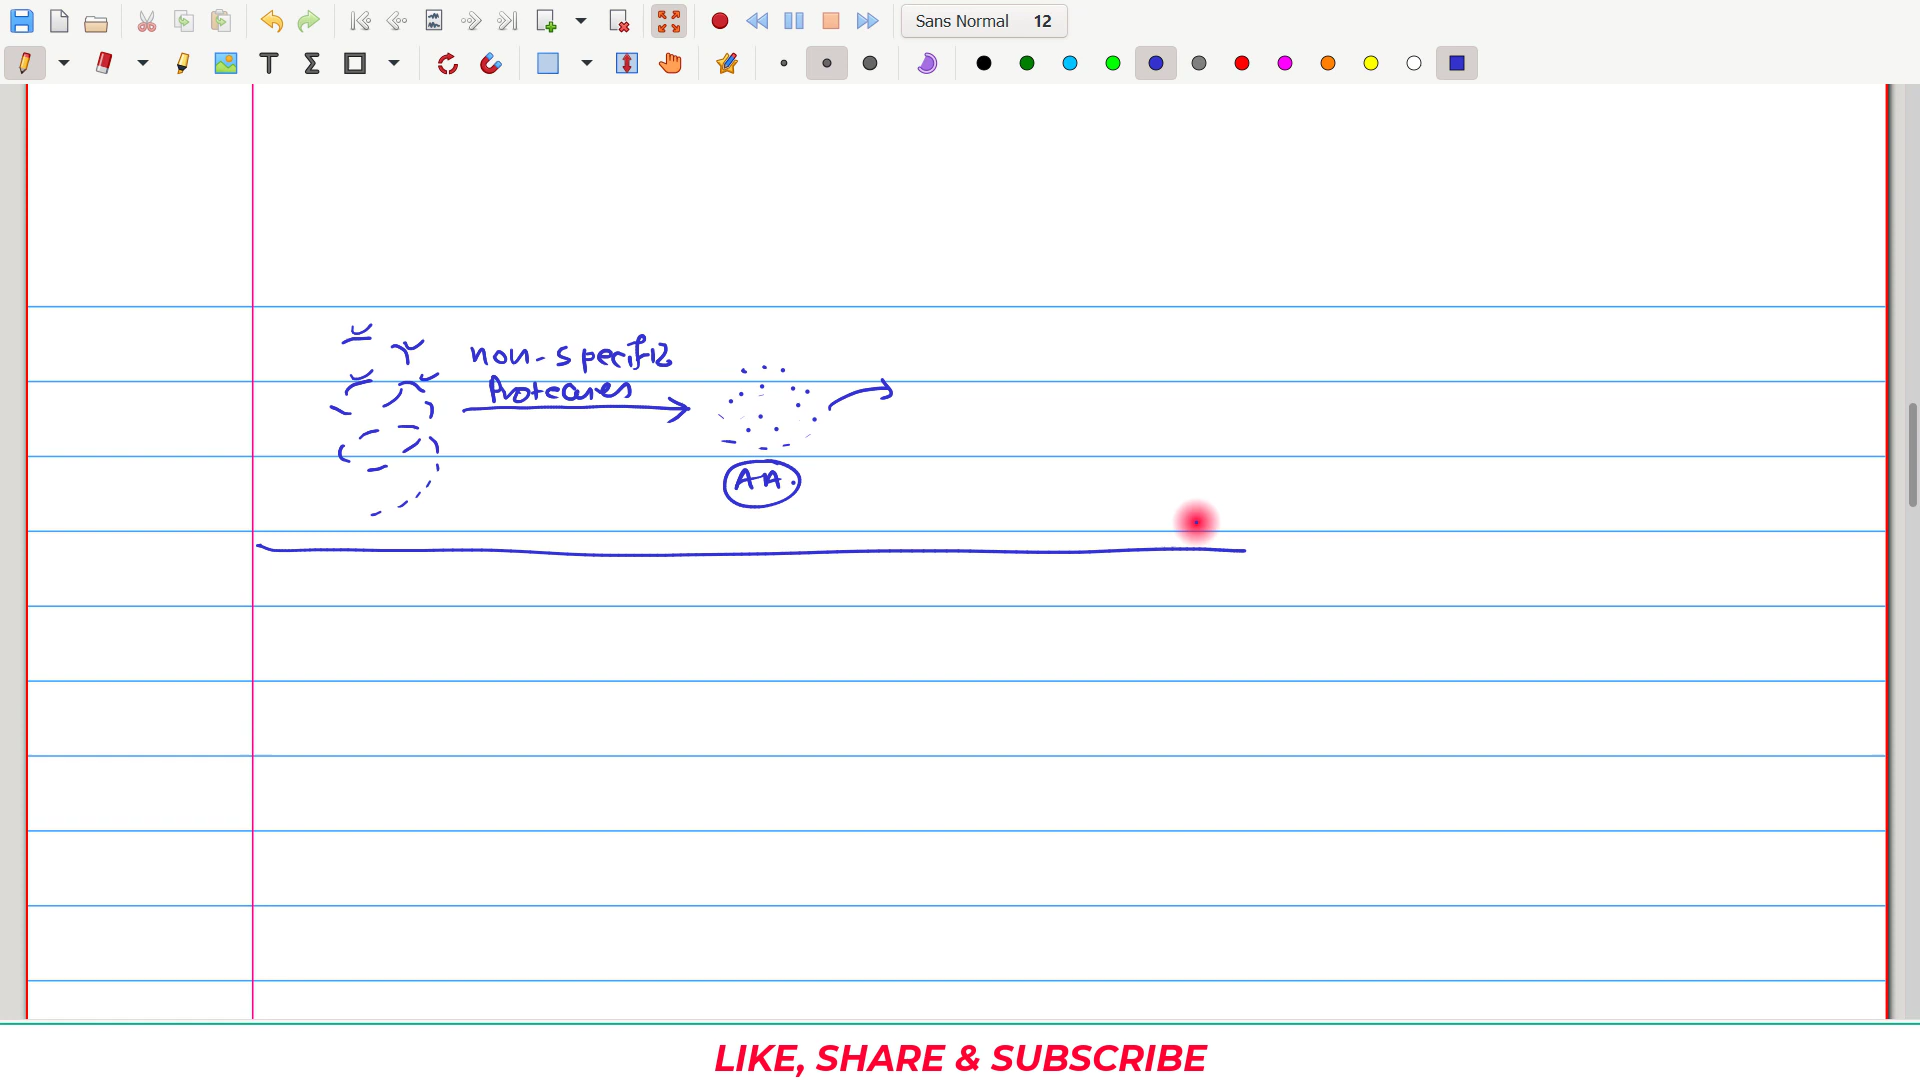 Sans Normal 12
non-specific
Proteases
AA.
LIKE, SHARE & SUBSCRIBE